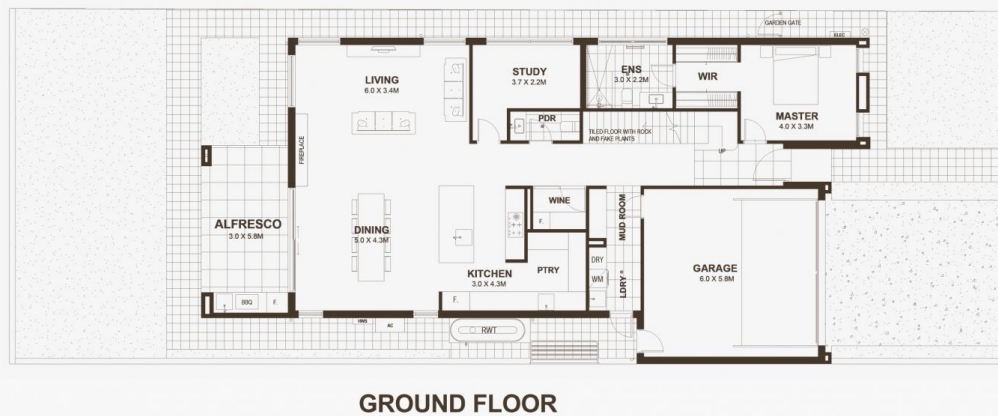 GARDEN GATE
ELEC
LIVING
6.0 X 3.4M
STUDY
3.7 X 2.2M
ENS
3.0 X 2.2M
WIR
MASTER
4.0 X 3.3M
PDR
TILED FLOOR WITH ROCK
AND FAKE PLANTS
UP
FIREPLACE
ALFRESCO
3.0 X 5.8M
DINING
5.0 X 4.3M
WINE
F.
MUD ROOM
KITCHEN
3.0 X 4.3M
PTRY
DRY
WM
LDRY
GARAGE
6.0 X 5.8M
BBQ
F.
F.
HWS
AC
RWT
GROUND FLOOR